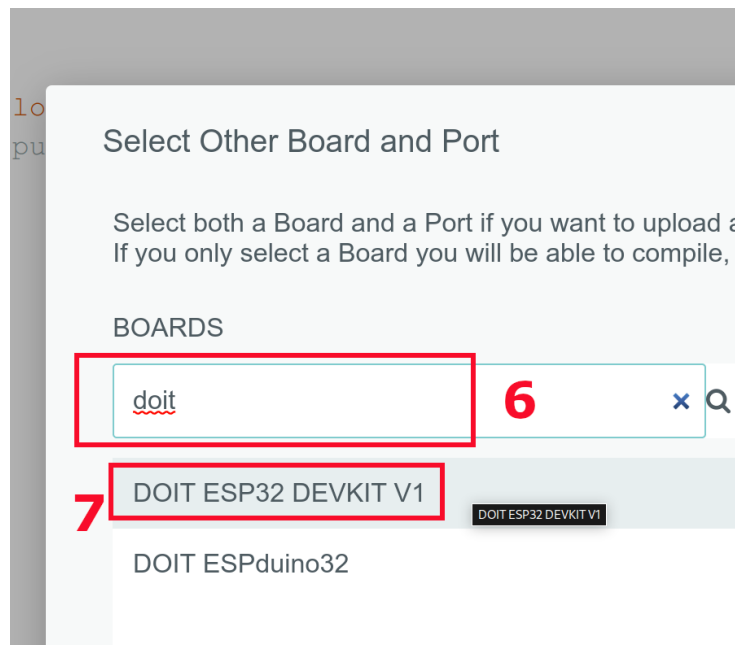 lo
pu
Select Other Board and Port
Select both a Board and a Port if you want to upload a
If you only select a Board you will be able to compile,
BOARDS
doit
6
7
DOIT ESP32 DEVKIT V1
DOIT ESP32 DEVKIT V1
DOIT ESPduino32